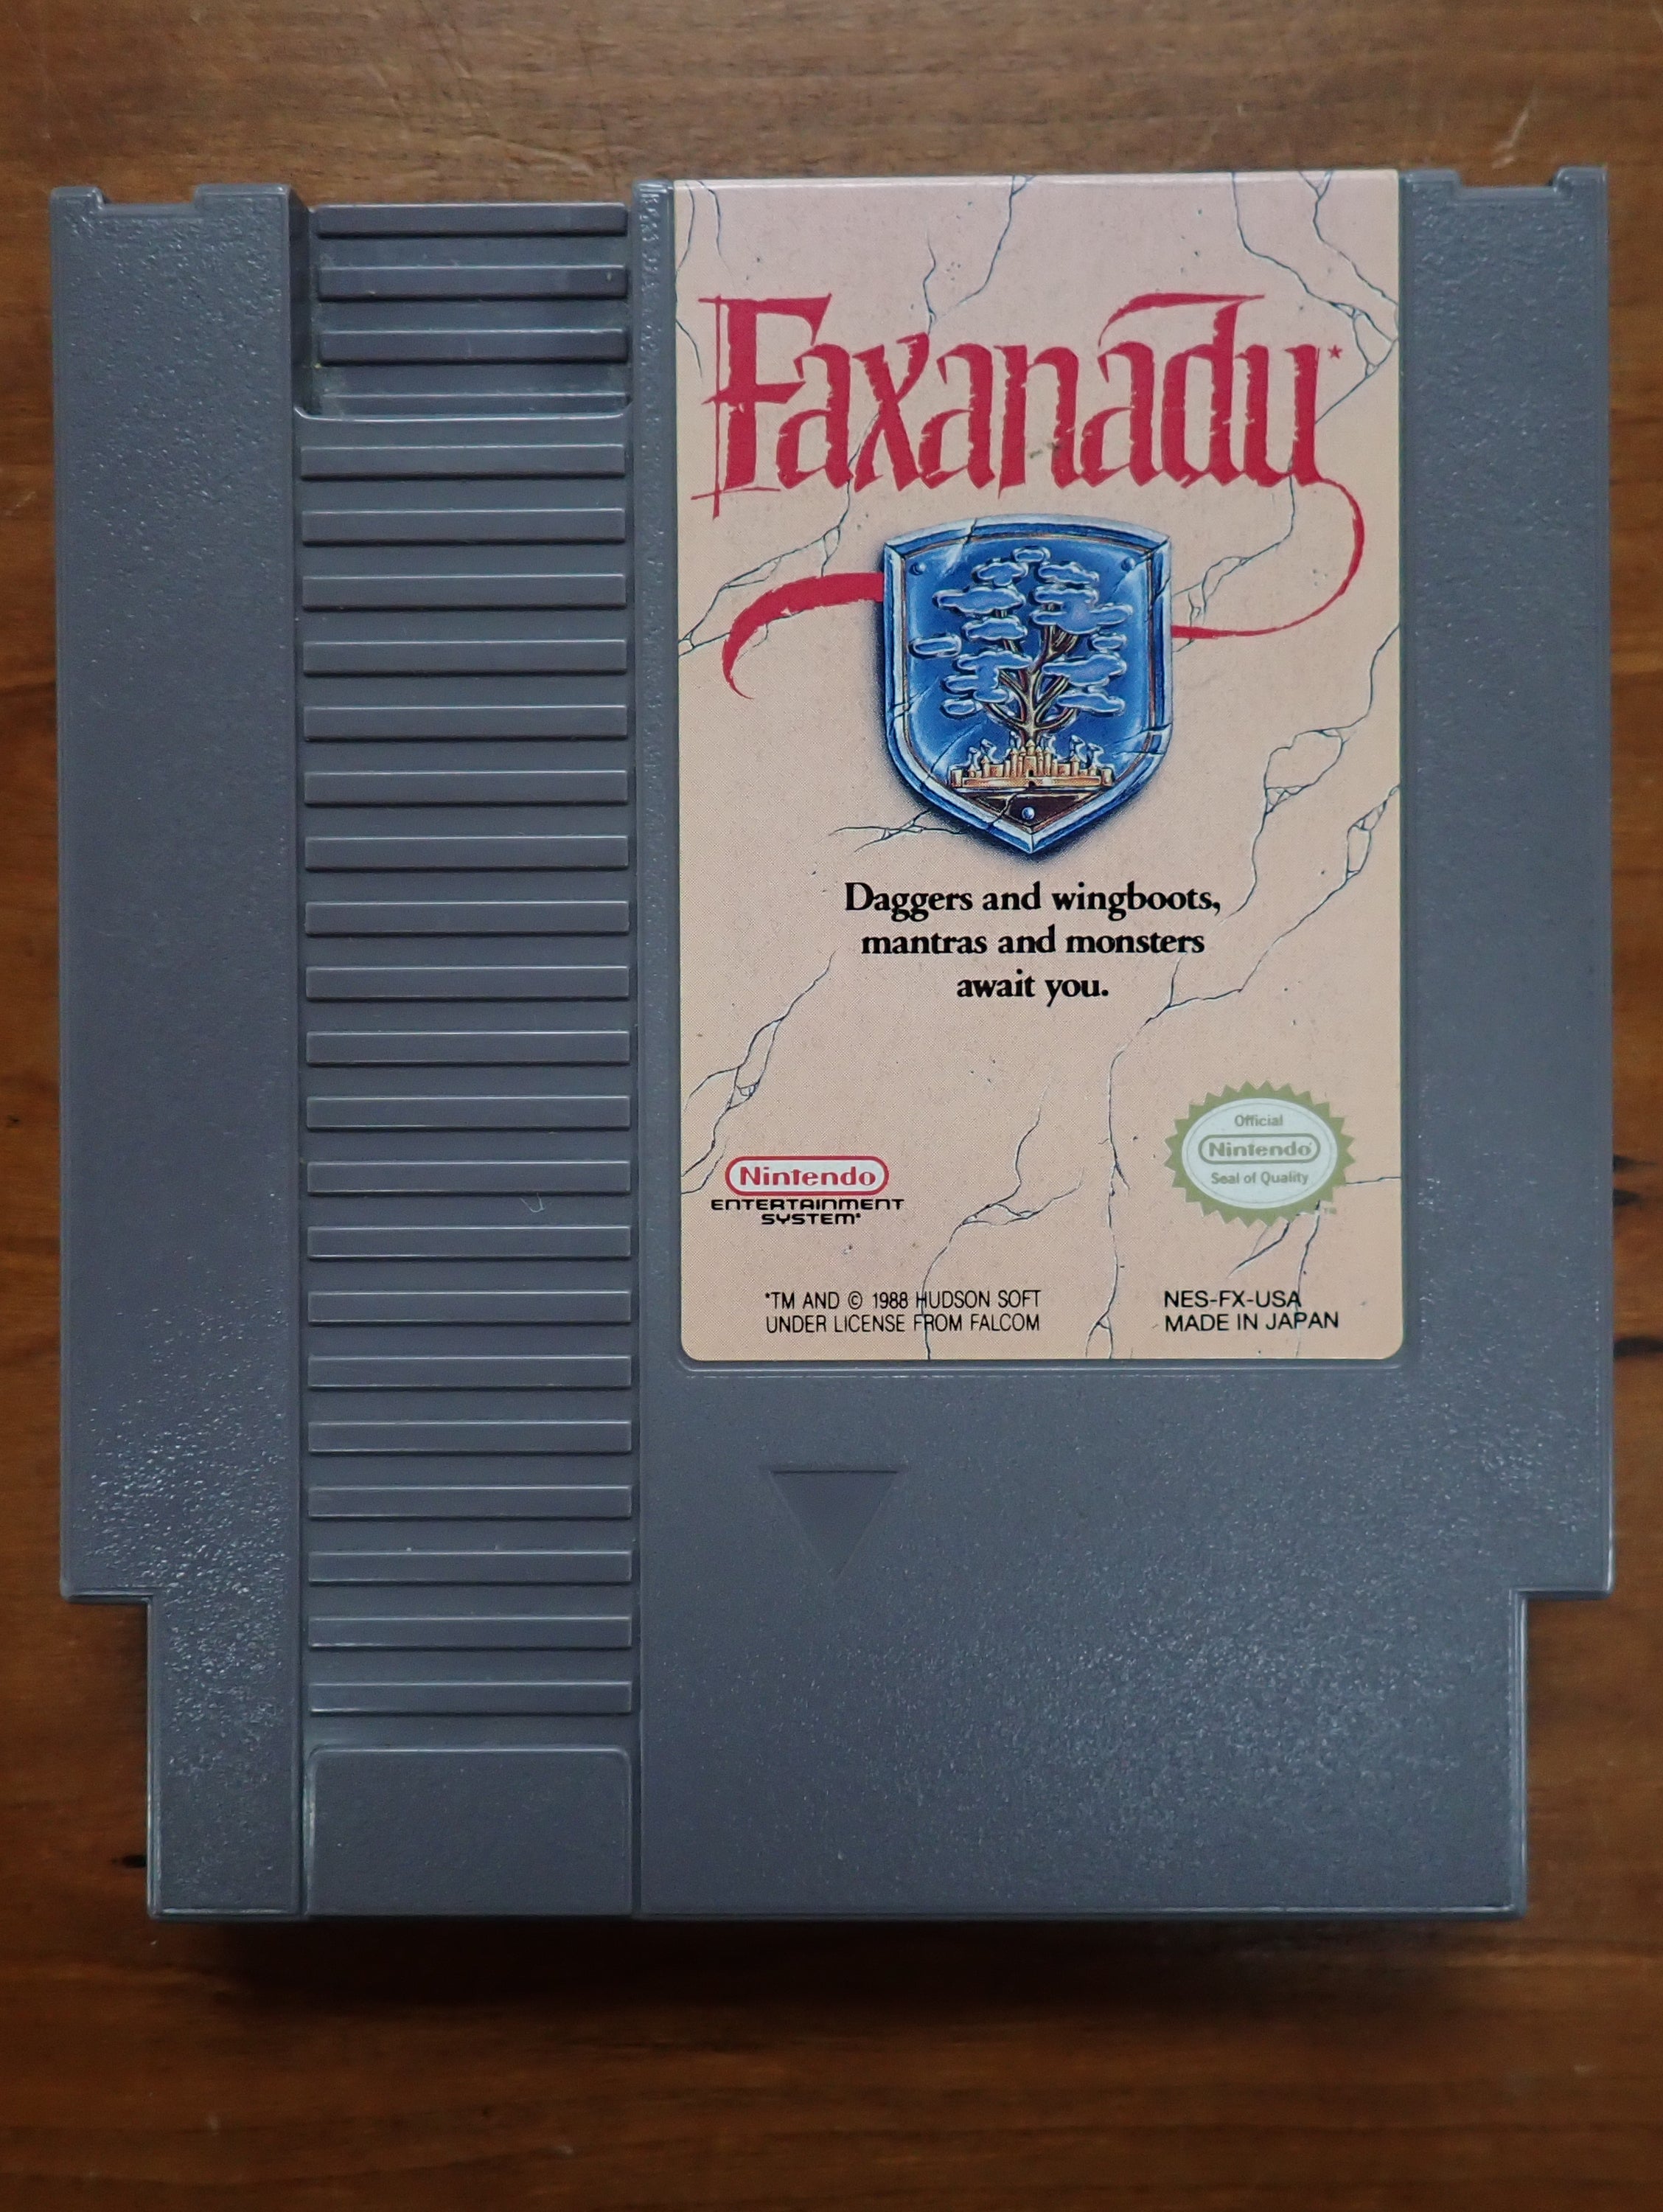 Faxanadu*
Daggers and wingboots,
mantras and monsters
await you.
Nintendo
ENTERTAINMENT
SYSTEM®
Official
Nintendo®
Seal of Quality
TM
*TM AND © 1988 HUDSON SOFT
UNDER LICENSE FROM FALCOM
NES-FX-USA
MADE IN JAPAN